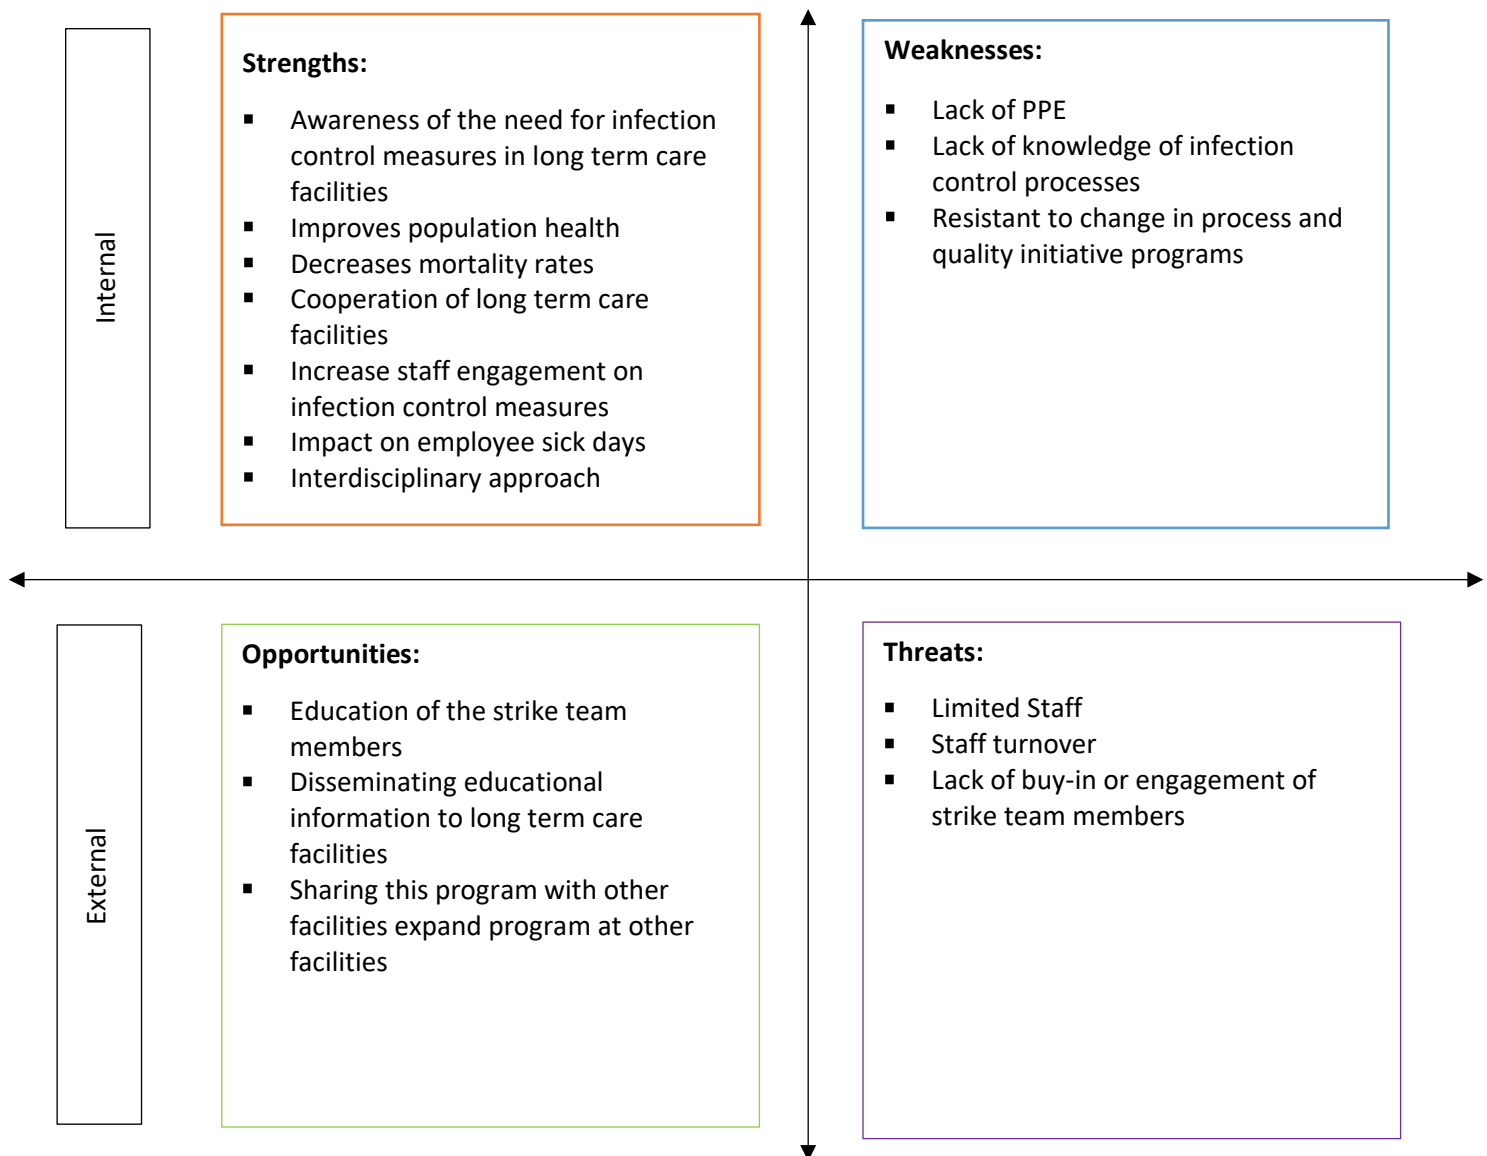 Internal
Strengths:
▪ Awareness of the need for infection
control measures in long term care
facilities
▪ Improves population health
▪ Decreases mortality rates
▪ Cooperation of long term care
facilities
▪ Increase staff engagement on
infection control measures
▪ Impact on employee sick days
▪ Interdisciplinary approach
Weaknesses:
▪ Lack of PPE
▪ Lack of knowledge of infection
control processes
▪ Resistant to change in process and
quality initiative programs
External
Opportunities:
▪ Education of the strike team
members
▪ Disseminating educational
information to long term care
facilities
▪ Sharing this program with other
facilities expand program at other
facilities
Threats:
▪ Limited Staff
▪ Staff turnover
▪ Lack of buy-in or engagement of
strike team members